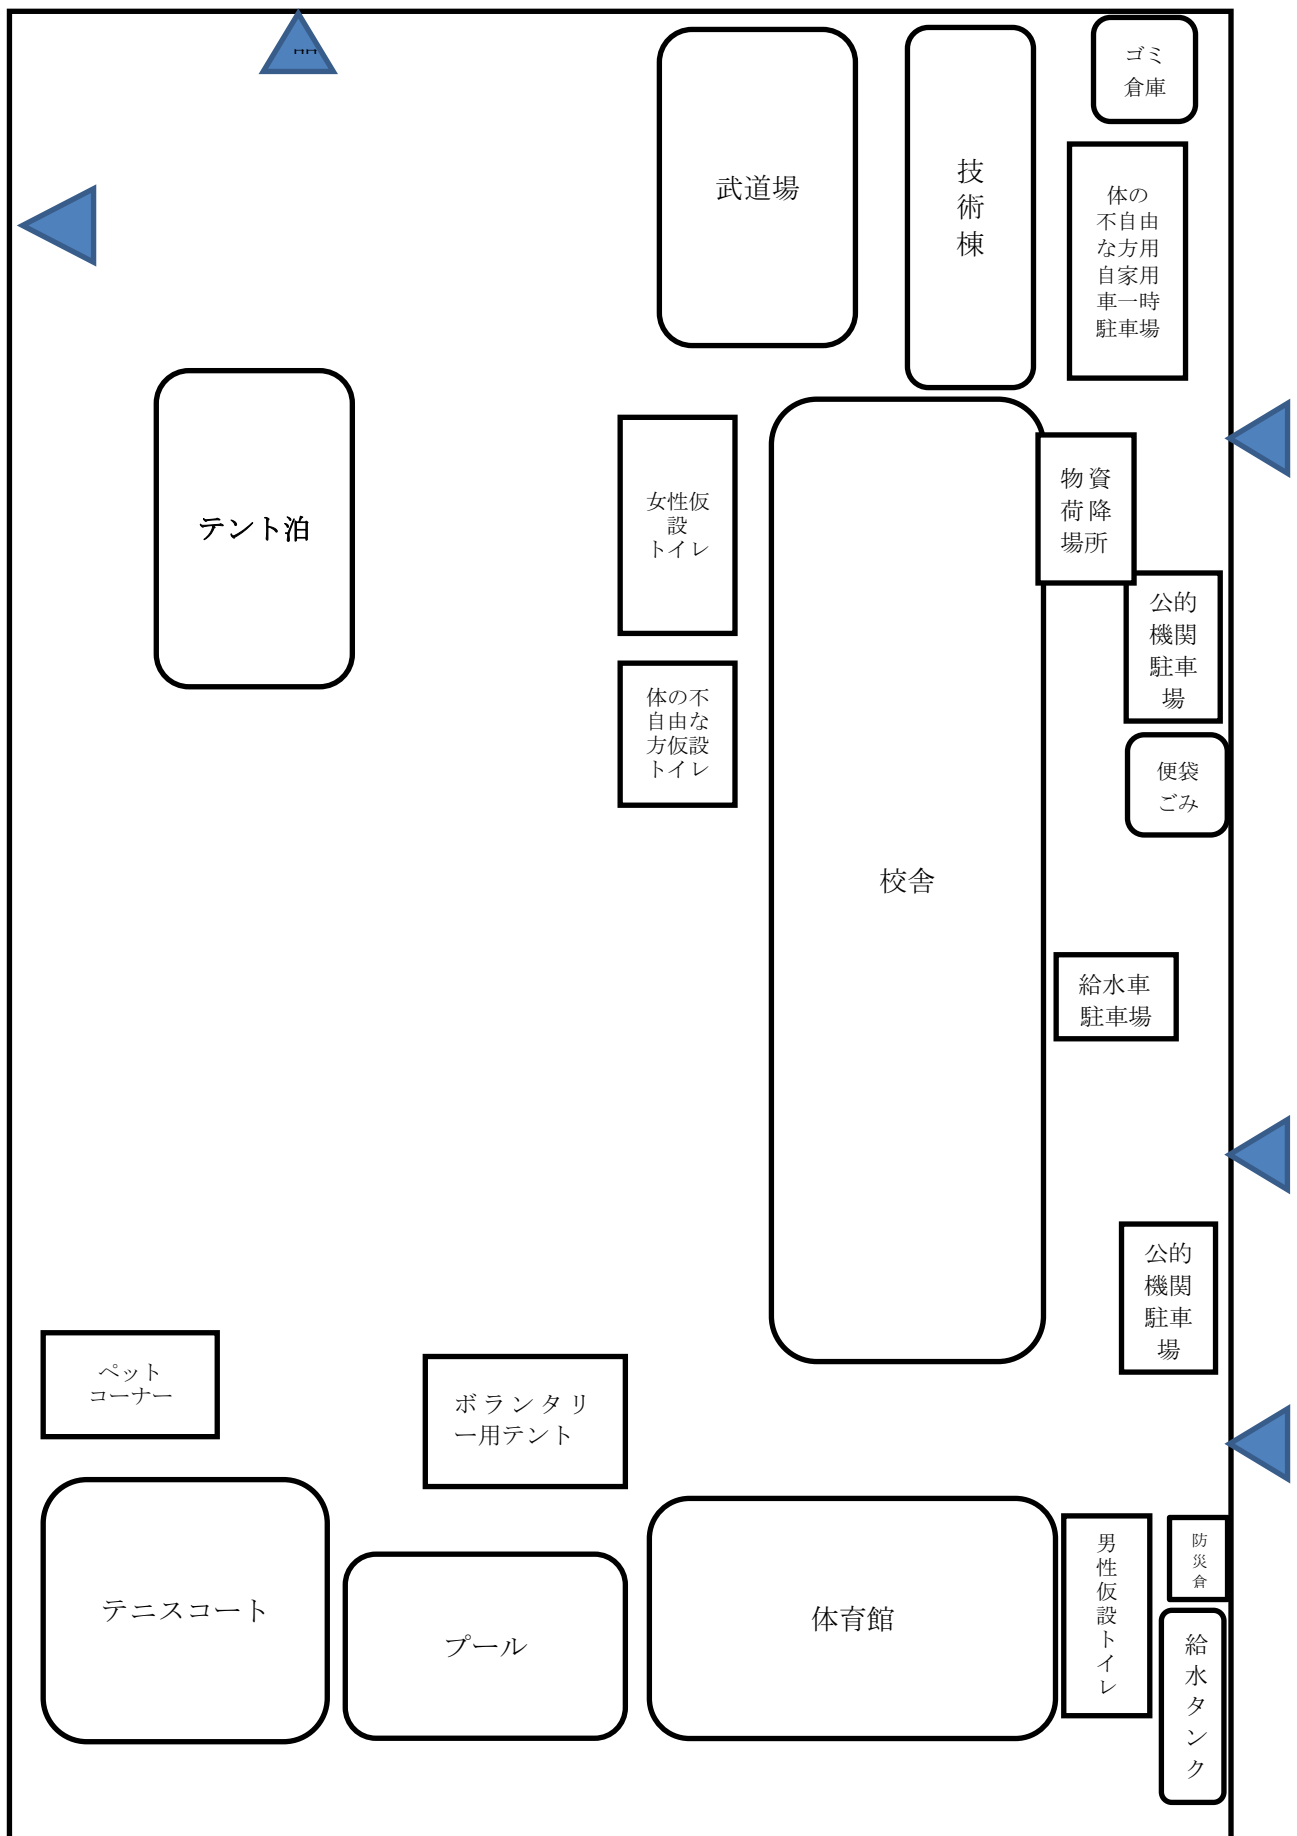 ゴミ
倉庫
武道場
技
術
棟
体の
不自由
な方用
自家用
車一時
駐車場
テント泊
女性仮
設
トイレ
物資
荷降
場所
体の不
自由な
方仮設
トイレ
公的
機関
駐車
場
便袋
ごみ
校舎
給水車
駐車場
公的
機関
駐車
場
ペット
コーナー
ボランタリ
ー用テント
テニスコート
プール
体育館
男
性
仮
設
ト
イ
レ
防
災
倉
給
水
タ
ン
ク